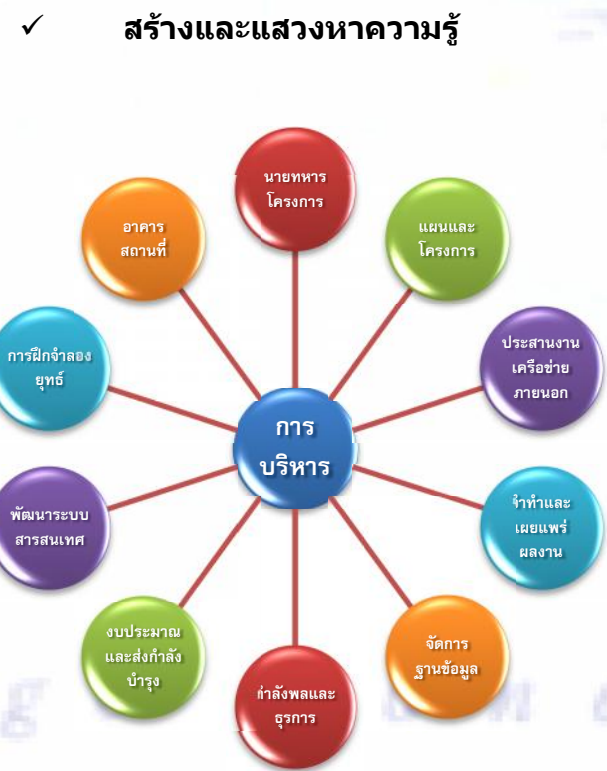 ✓ สร้างและแสวงหาความรู้
นายทหาร
โครงการ
แผนและ
โครงการ
ประสานงาน
เครือข่าย
ภายนอก
จัาทำและ
เผยแพร่
ผลงาน
จัดการ
ฐานข้อมูล
กำลังพลและ
ธุรการ
งบประมาณ
และส่งกำลัง
บำรุง
พัฒนาระบบ
สารสนเทศ
การฝึกจำลอง
ยุทธ์
อาคาร
สถานที่
การ
บริหาร